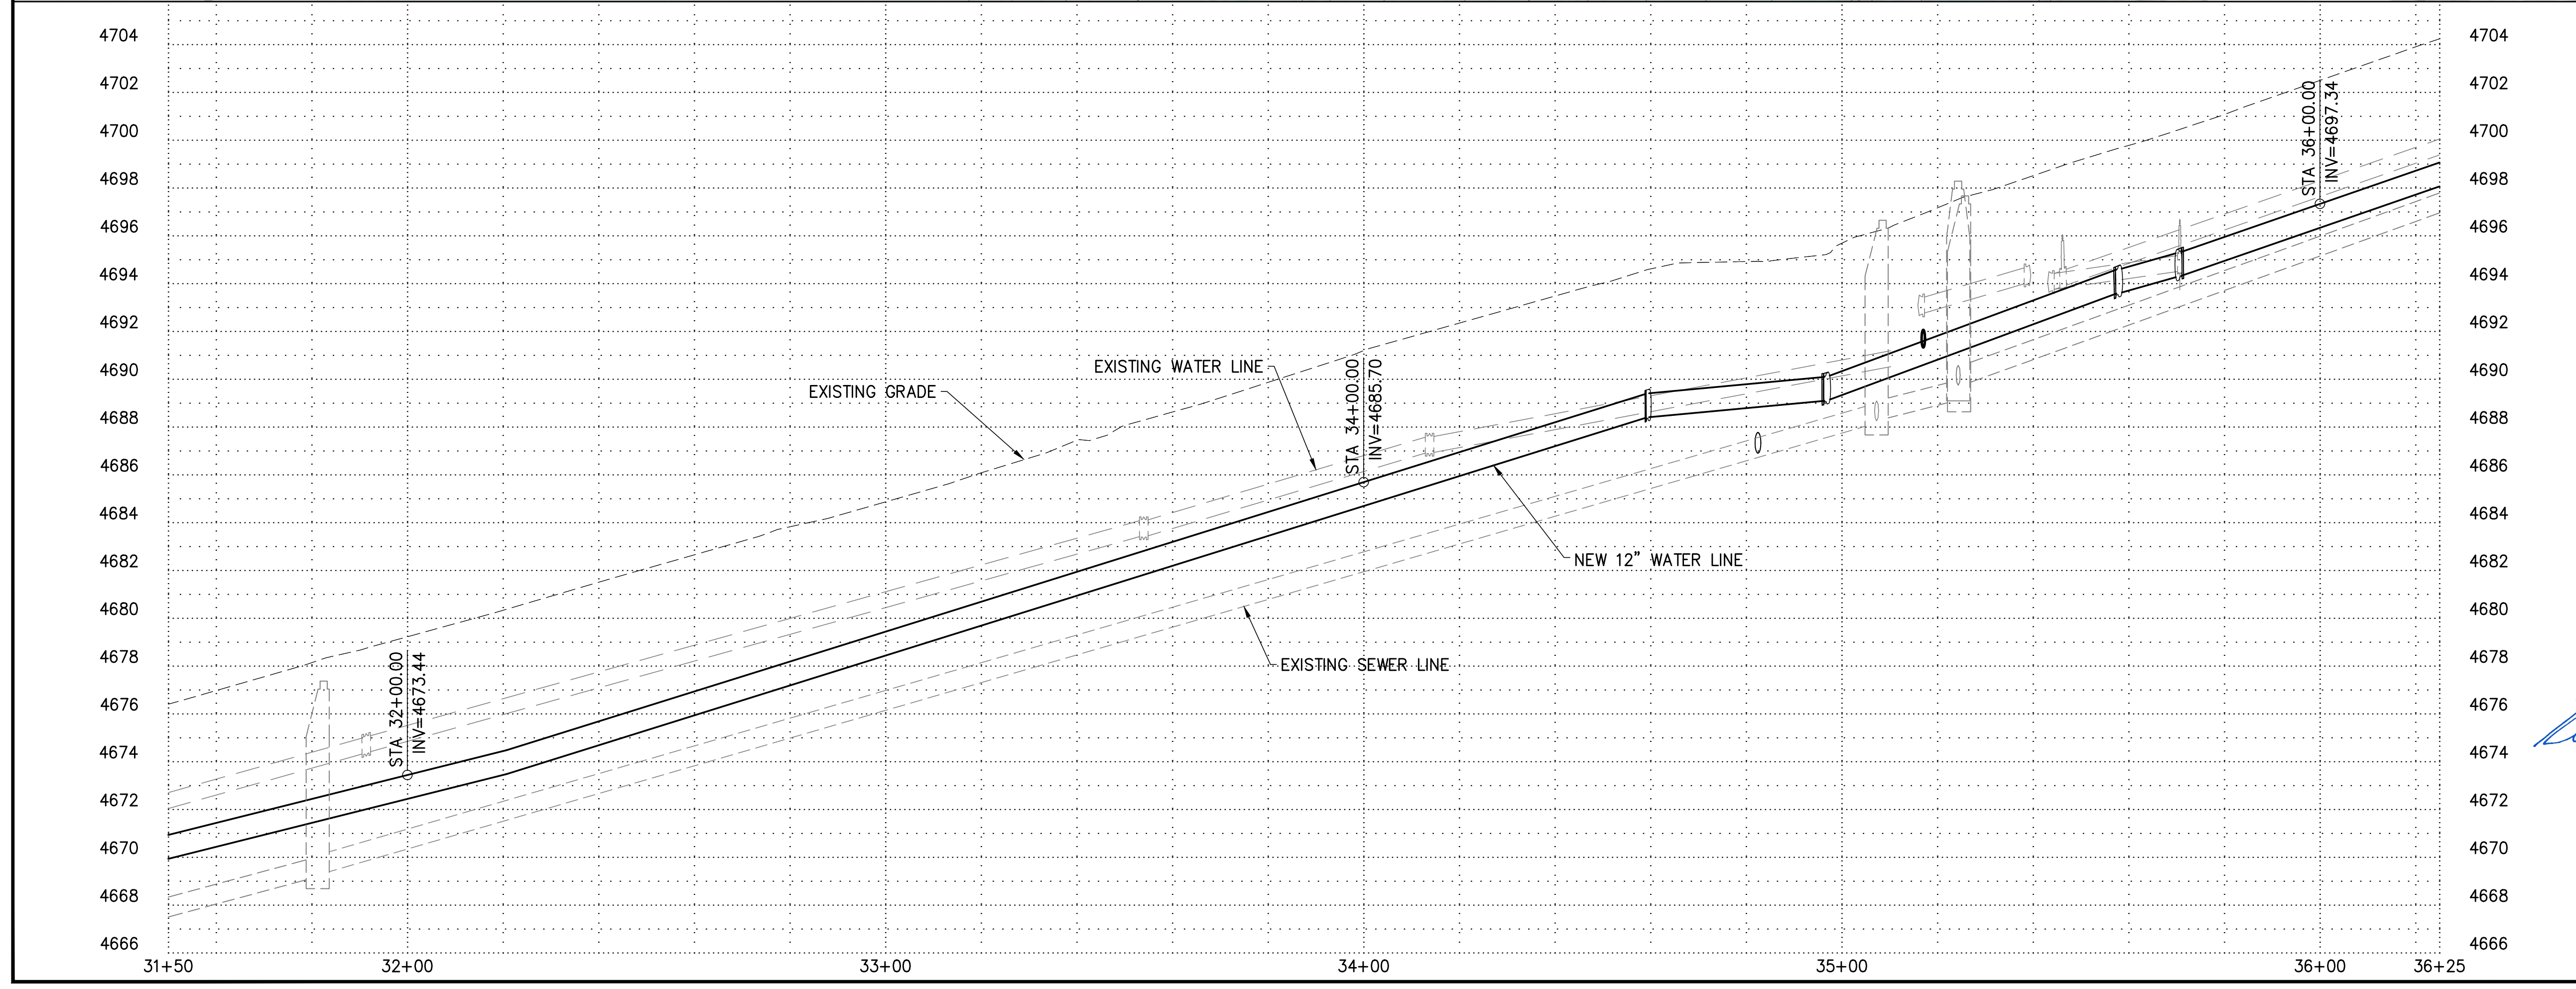 4704 4704
4702 4702
STA 36+00.00
INV=4697.34
4700 4700
4698 4698
4696 4696
4694 4694
4692 4692
EXISTING WATER LINE
STA 34+00.00
INV=4685.70
4690 4690
EXISTING GRADE
4688 4688
4686 4686
4684 4684
4682 4682
NEW 12" WATER LINE
4680 4680
4678 4678
EXISTING SEWER LINE
STA 32+00.00
INV=4673.44
4676 4676
4674 4674
4672 4672
4670 4670
4668 4668
4666 4666
31+50 32+00 33+00 34+00 35+00 36+00 36+25